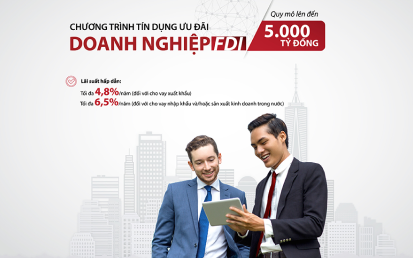 CHƯƠNG TRÌNH TÍN DỤNG ƯU ĐÃI
DOANH NGHIỆP FDI
Quy mô lên đến
5.000
TỶ ĐỒNG
Lãi suất hấp dẫn:
Tối đa 4,8%/năm (đối với cho vay xuất khẩu)
Tối đa 6,5%/năm (đối với cho vay nhập khẩu và/hoặc sản xuất kinh doanh trong nước)